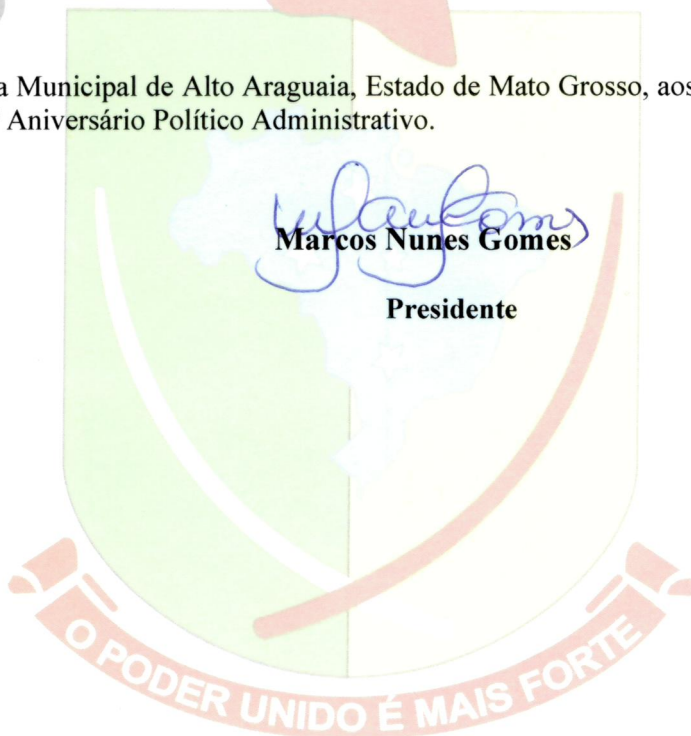 a Municipal de Alto Araguaia, Estado de Mato Grosso, aos
Aniversário Político Administrativo.
Marcos Nunes Gomes
Presidente
O PODER UNIDO É MAIS FORTE